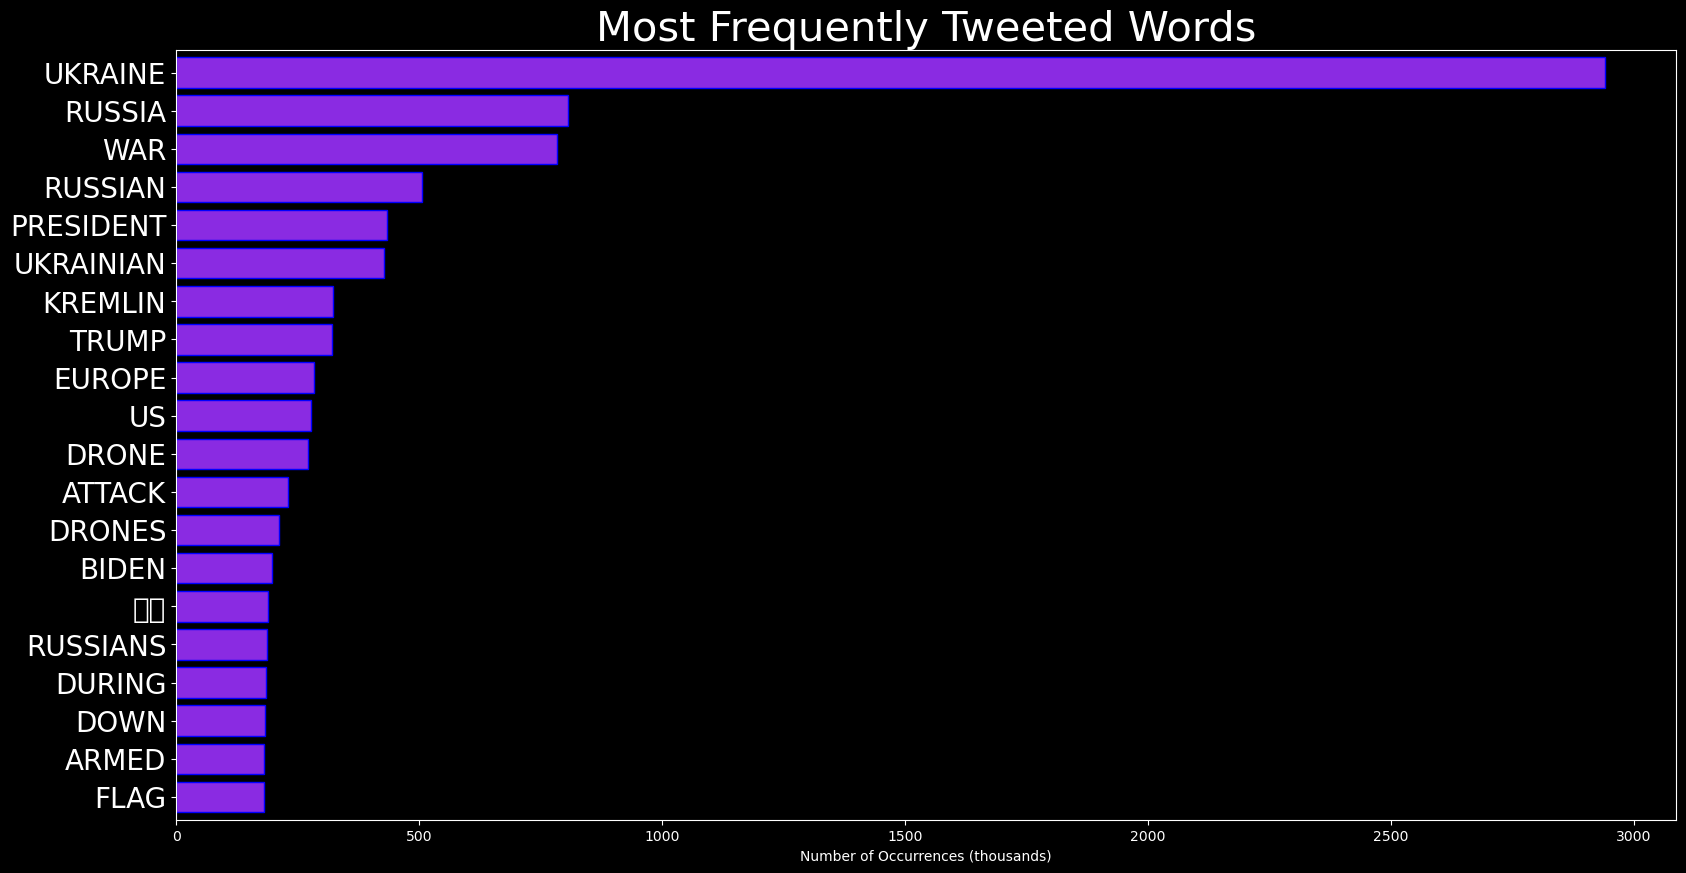 Most Frequently Tweeted Words
UKRAINE
RUSSIA
WAR
RUSSIAN
PRESIDENT
UKRAINIAN
KREMLIN
TRUMP
EUROPE
US
DRONE
ATTACK
DRONES
BIDEN
RUSSIANS
DURING
DOWN
ARMED
FLAG
0 500 1000 1500 2000 2500 3000
Number of Occurrences (thousands)